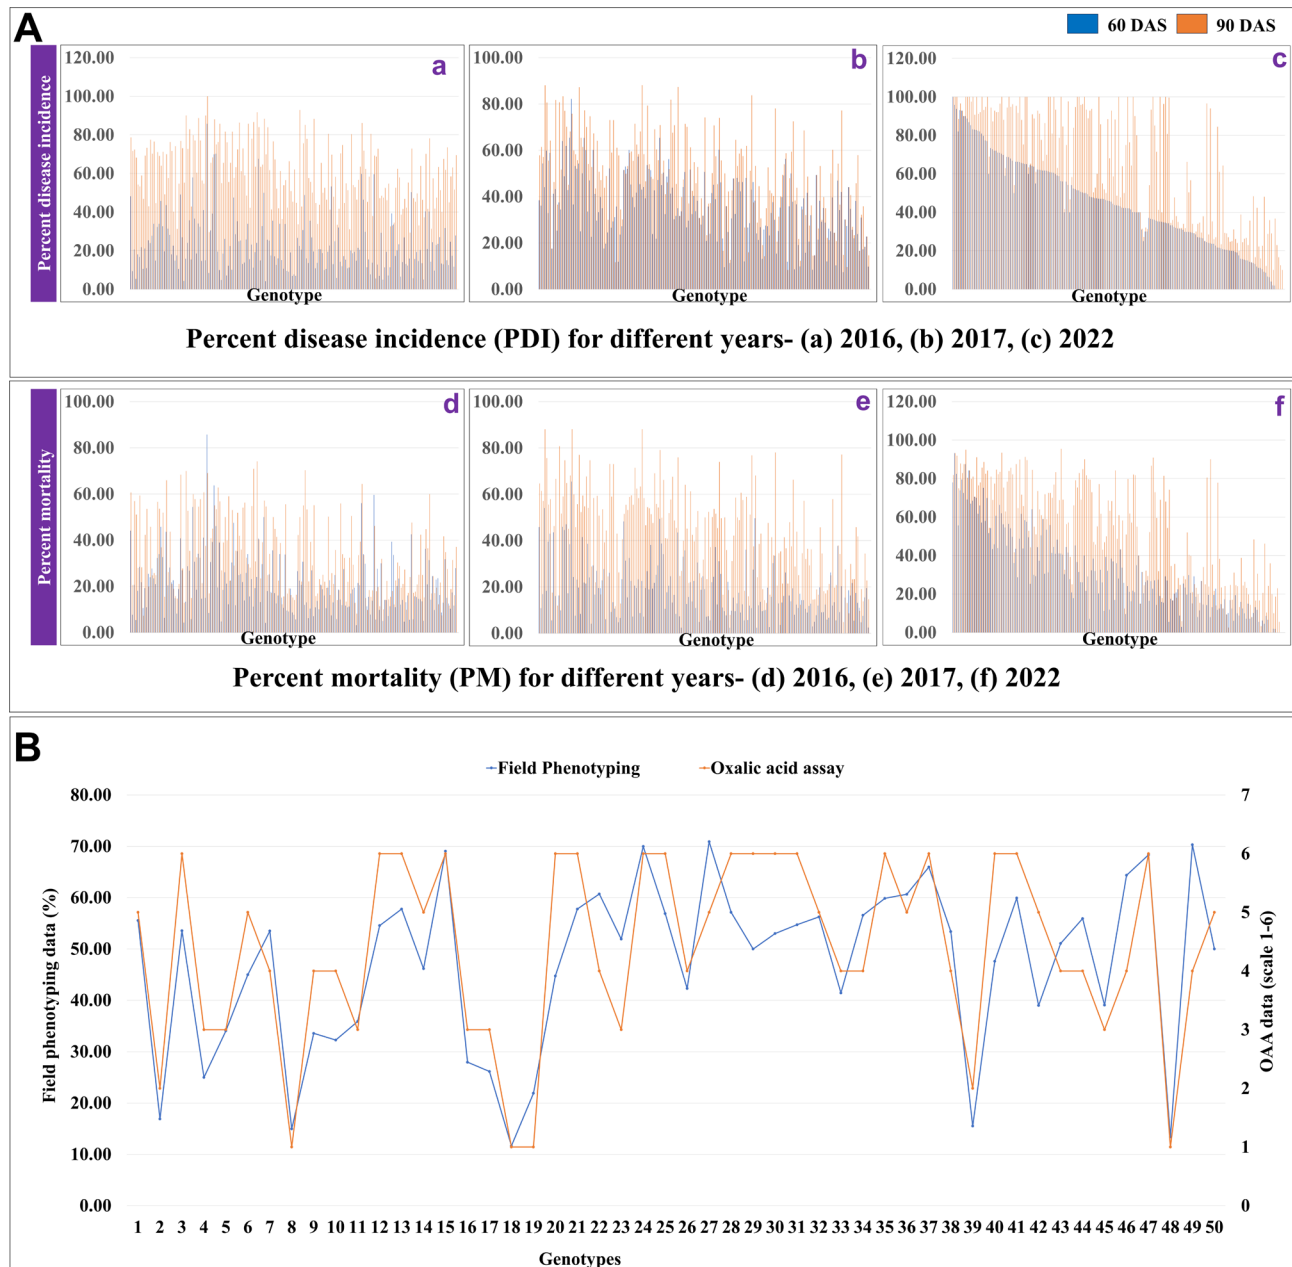 A
60 DAS 90 DAS
Percent disease incidence
a
120.00
100.00
80.00
60.00
40.00
20.00
0.00
Genotype
b
100.00
80.00
60.00
40.00
20.00
0.00
Genotype
c
120.00
100.00
80.00
60.00
40.00
20.00
0.00
Genotype
Percent disease incidence (PDI) for different years- (a) 2016, (b) 2017, (c) 2022
Percent mortality
d
100.00
80.00
60.00
40.00
20.00
0.00
Genotype
e
100.00
80.00
60.00
40.00
20.00
0.00
Genotype
f
120.00
100.00
80.00
60.00
40.00
20.00
0.00
Genotype
Percent mortality (PM) for different years- (d) 2016, (e) 2017, (f) 2022
B
Field Phenotyping Oxalic acid assay
Field phenotyping data (%)
80.00
70.00
60.00
50.00
40.00
30.00
20.00
10.00
0.00
7
6
5
4
3
2
1
0
OAA data (scale 1-6)
1 2 3 4 5 6 7 8 9 10 11 12 13 14 15 16 17 18 19 20 21 22 23 24 25 26 27 28 29 30 31 32 33 34 35 36 37 38 39 40 41 42 43 44 45 46 47 48 49 50
Genotypes